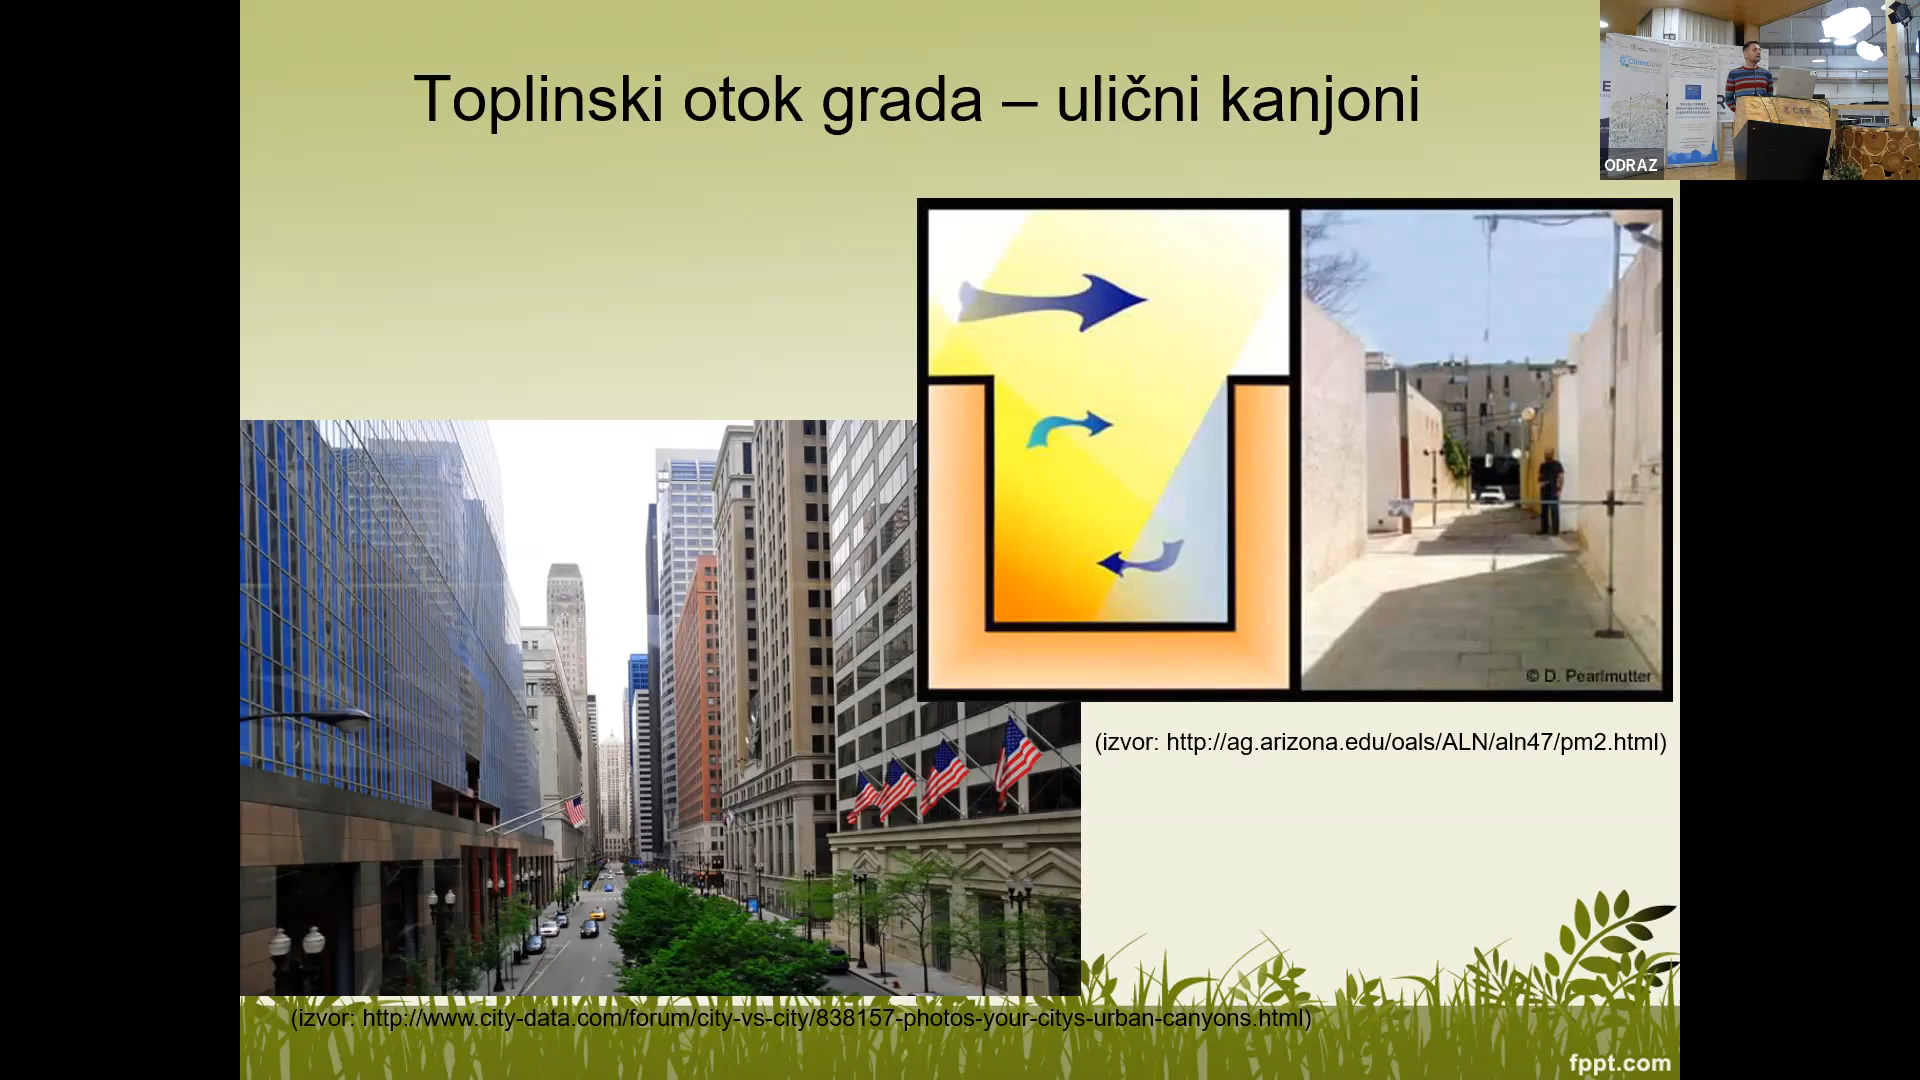 Toplinski otok grada – ulični kanjoni
ODRAZ
© D. Pearlmutter
(izvor: http://ag.arizona.edu/oals/ALN/aln47/pm2.html)
(izvor: http://www.city-data.com/forum/city-vs-city/838157-photos-your-citys-urban-canyons.html)
fppt.com